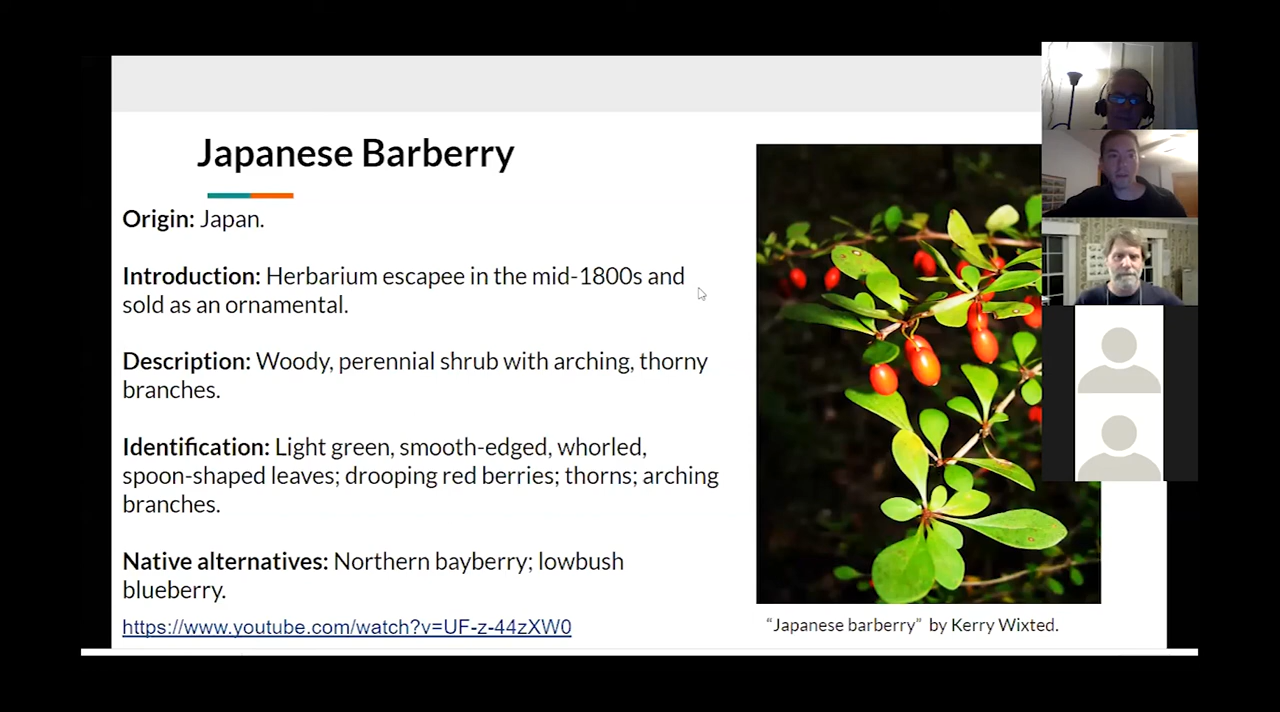 Japanese Barberry
Origin: Japan.
Introduction: Herbarium escapee in the mid-1800s and
sold as an ornamental.
Description: Woody, perennial shrub with arching, thorny
branches.
Identification: Light green, smooth-edged, whorled,
spoon-shaped leaves; drooping red berries; thorns; arching
branches.
Native alternatives: Northern bayberry; lowbush
blueberry.
https://www.youtube.com/watch?v=UF-z-44zXW0
“Japanese barberry” by Kerry Wixted.